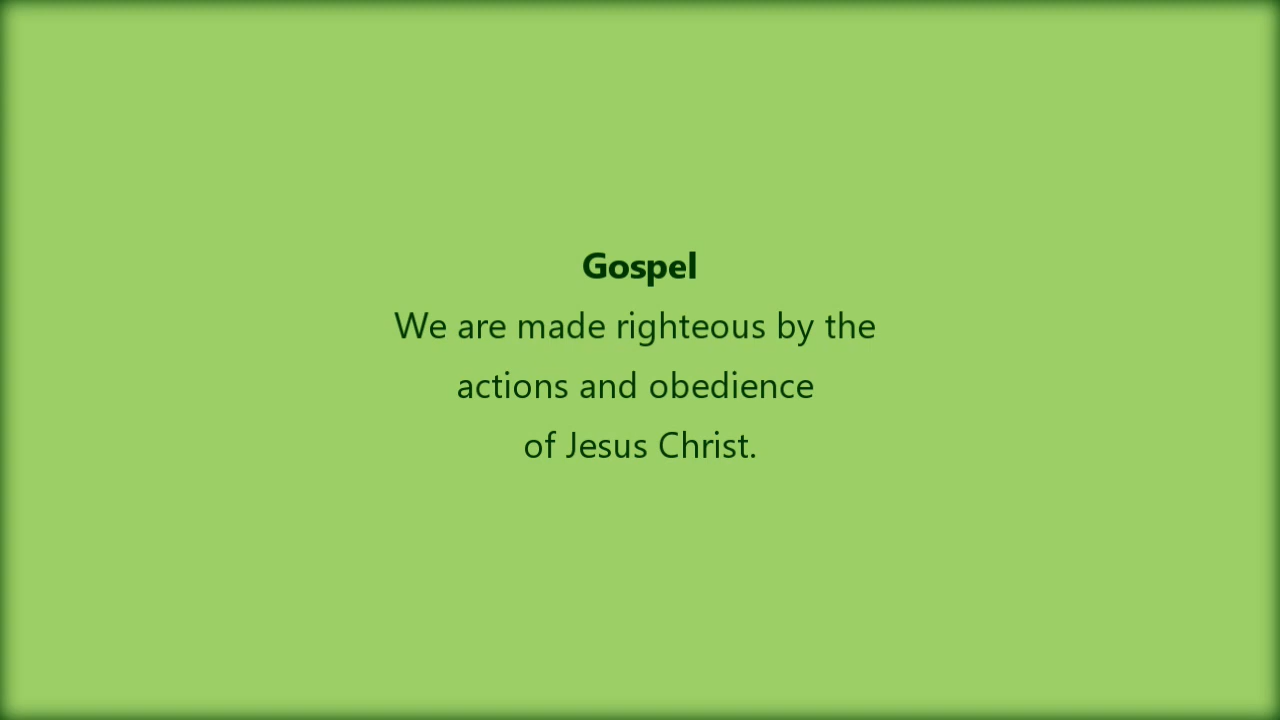 Gospel
We are made righteous by the
actions and obedience
of Jesus Christ.